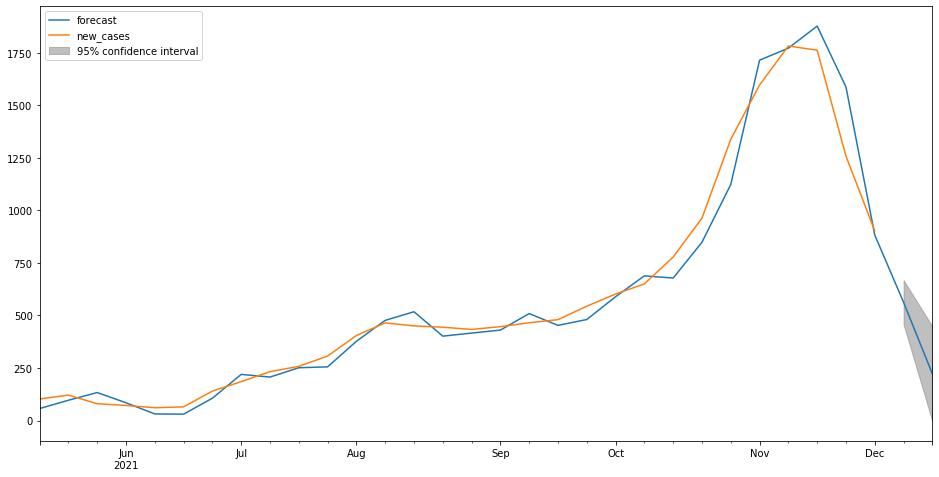 forecast
new_cases
95% confidence interval
1750
1500
1250
1000
750
500
250
0
Jun Jul Aug Sep Oct Nov Dec
2021